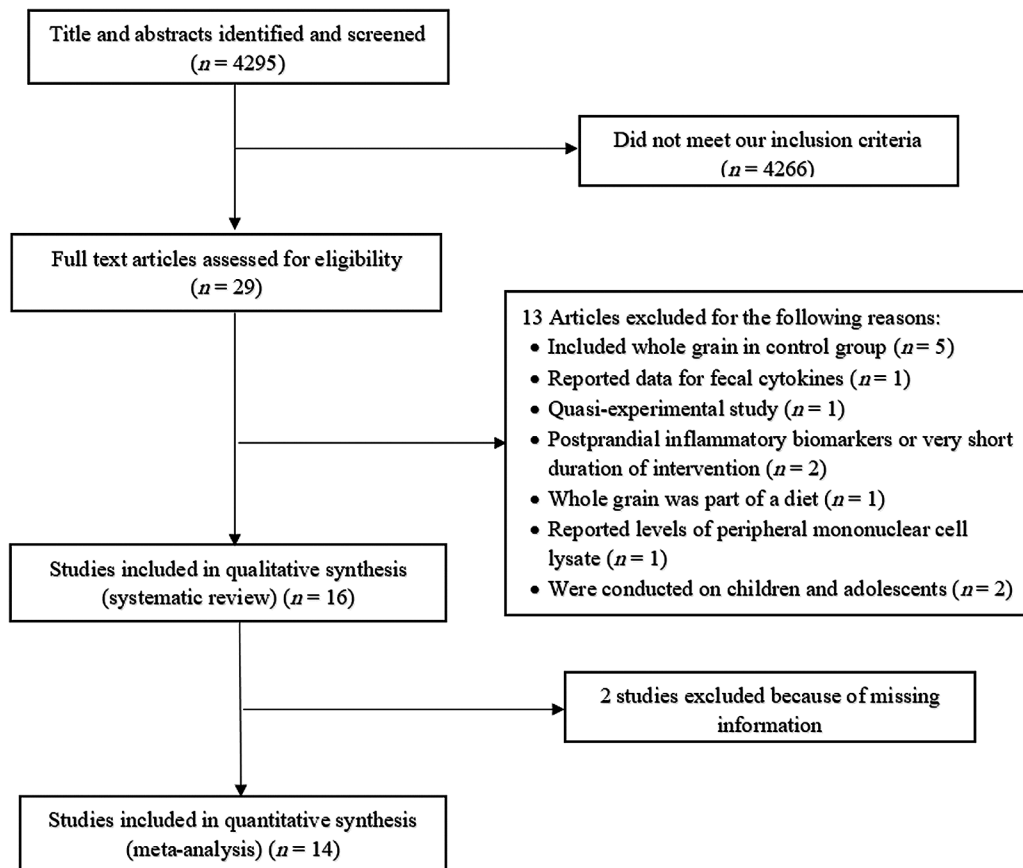 Title and abstracts identified and screened
(n = 4295)
Did not meet our inclusion criteria
(n = 4266)
Full text articles assessed for eligibility
(n = 29)
13 Articles excluded for the following reasons:
• Included whole grain in control group (n = 5)
• Reported data for fecal cytokines (n = 1)
• Quasi-experimental study (n = 1)
• Postprandial inflammatory biomarkers or very short
duration of intervention (n = 2)
• Whole grain was part of a diet (n = 1)
• Reported levels of peripheral mononuclear cell
lysate (n = 1)
• Were conducted on children and adolescents (n = 2)
Studies included in qualitative synthesis
(systematic review) (n = 16)
2 studies excluded because of missing
information
Studies included in quantitative synthesis
(meta-analysis) (n = 14)